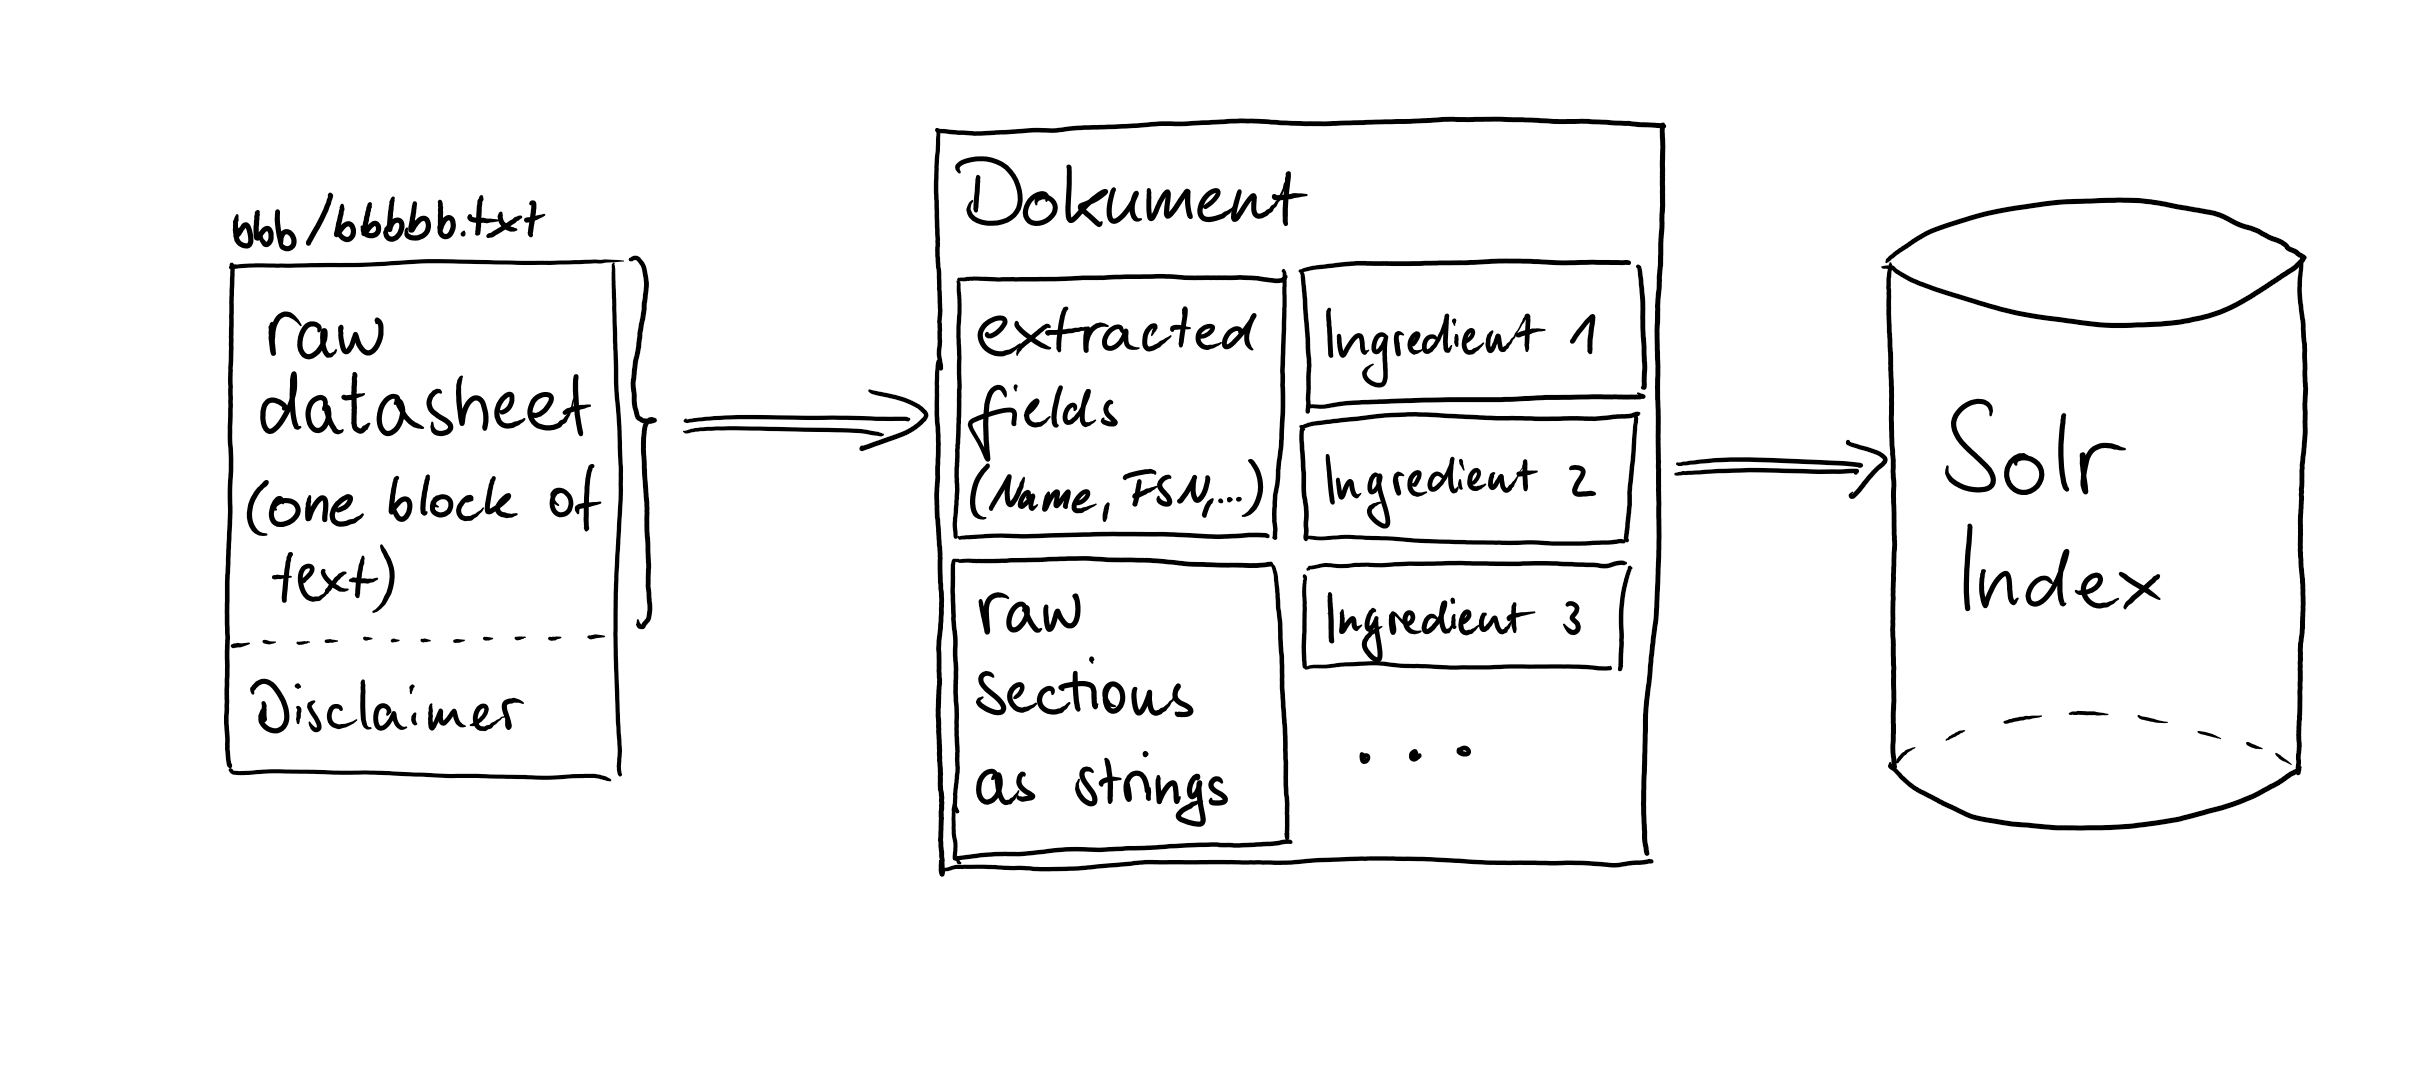 bbb/bbbbb.txt
raw
datasheet
(one block of
text)
Disclaimer
Dokument
extracted
fields
(Name, FSN,...)
raw
sections
as strings
Ingredient 1
Ingredient 2
Ingredient 3
...
Solr
Index